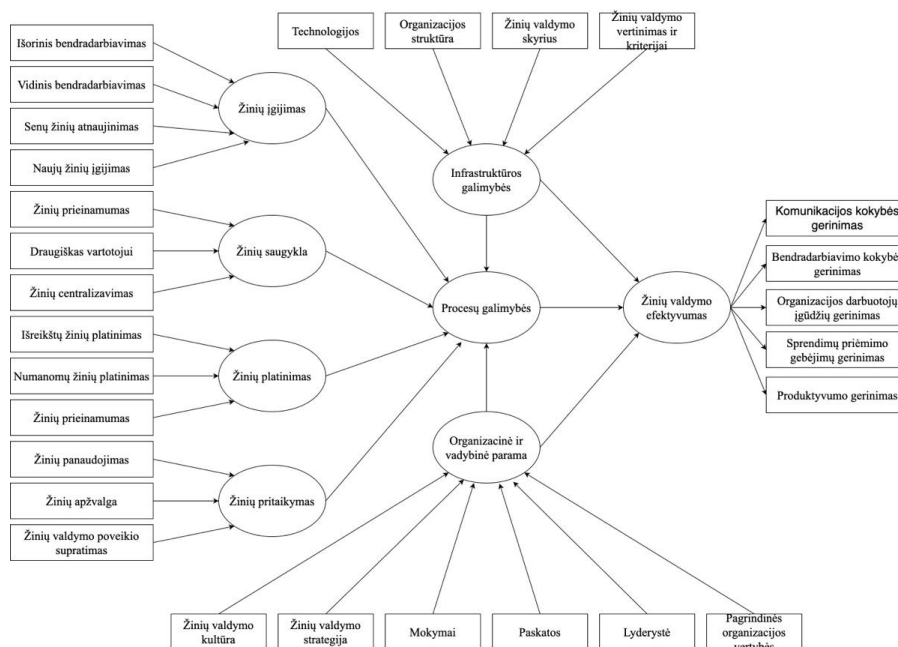 Technologijos
Organizacijos
struktūra
Žinių valdymo
skyrius
Žinių valdymo
vertinimas ir
kriterijai
Išorinis bendradarbiavimas
Vidinis bendradarbiavimas
Senų žinių atnaujinimas
Naujų žinių įgijimas
Žinių įgijimas
Infrastruktūros
galimybės
Žinių prieinamumas
Draugiškas vartotojui
Žinių centralizavimas
Žinių saugykla
Išreikštų žinių platinimas
Numanomų žinių platinimas
Žinių prieinamumas
Žinių platinimas
Procesų galimybės
Žinių valdymo
efektyvumas
Komunikacijos kokybės
gerinimas
Bendradarbiavimo kokybė
gerinimas
Organizacijos darbuotojų
įgūdžių gerinimas
Sprendimų priėmimo
gebėjimų gerinimas
Produktyvumo gerinimas
Žinių panaudojimas
Žinių apžvalga
Žinių valdymo poveikio
supratimas
Žinių pritaikymas
Organizacinė ir
vadybinė parama
Žinių valdymo
kultūra
Žinių valdymo
strategija
Mokymai
Paskatos
Lyderystė
Pagrindinės
organizacijos
vertybės